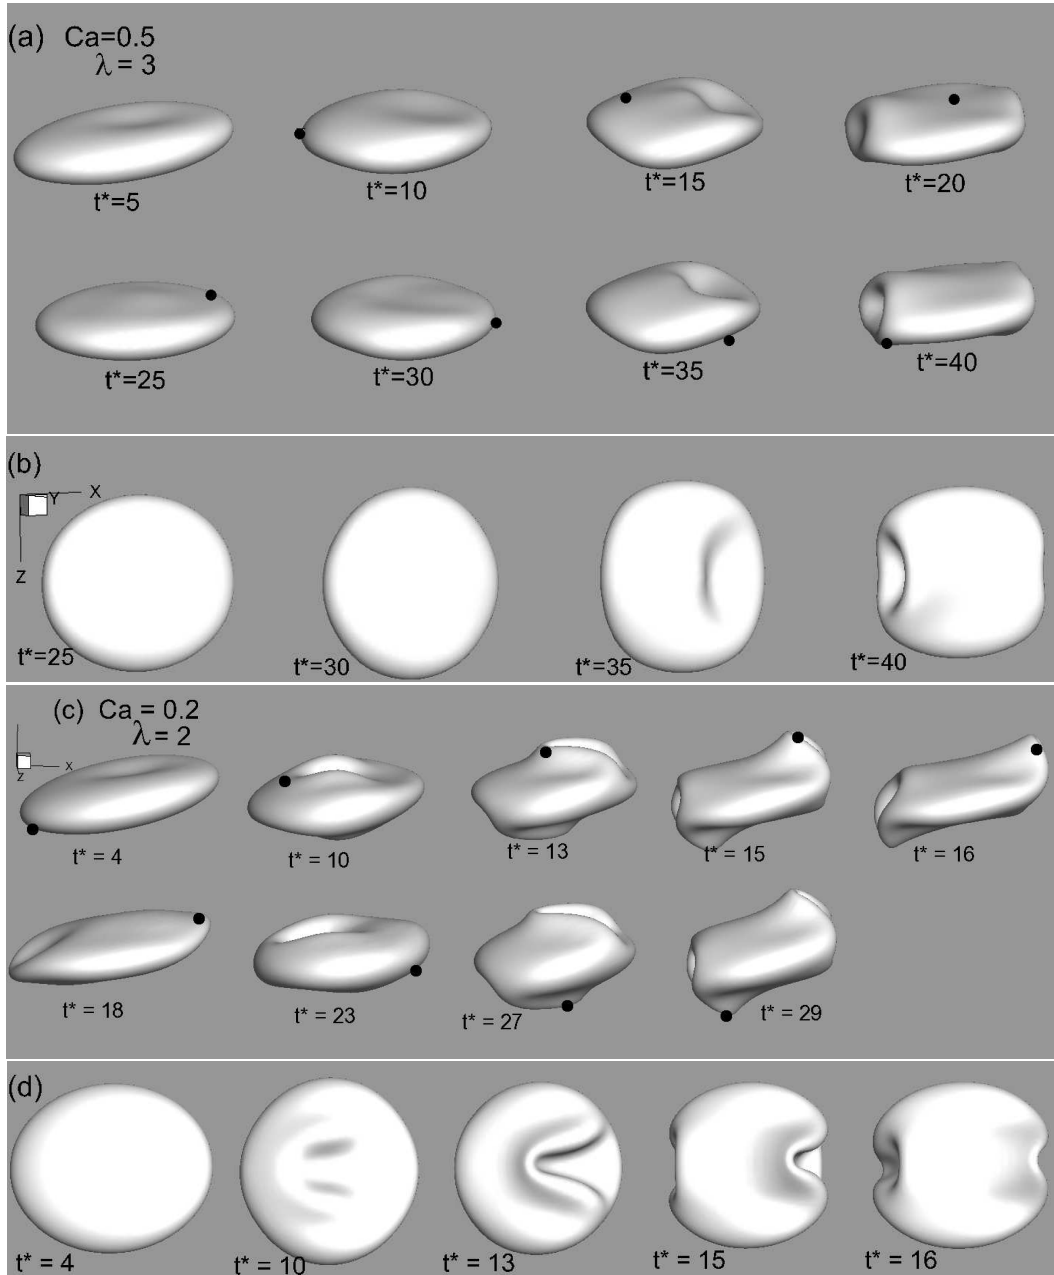 (a) Ca=0.5
λ = 3
t*=5
t*=10
t*=15
t*=20
t*=25
t*=30
t*=35
t*=40
(b)
Y X
Z
t*=25
t*=30
t*=35
t*=40
(c) Ca = 0.2
λ = 2
z x
t* = 4
t* = 10
t* = 13
t* = 15
t* = 16
t* = 18
t* = 23
t* = 27
t* = 29
(d)
t* = 4
t* = 10
t* = 13
t* = 15
t* = 16